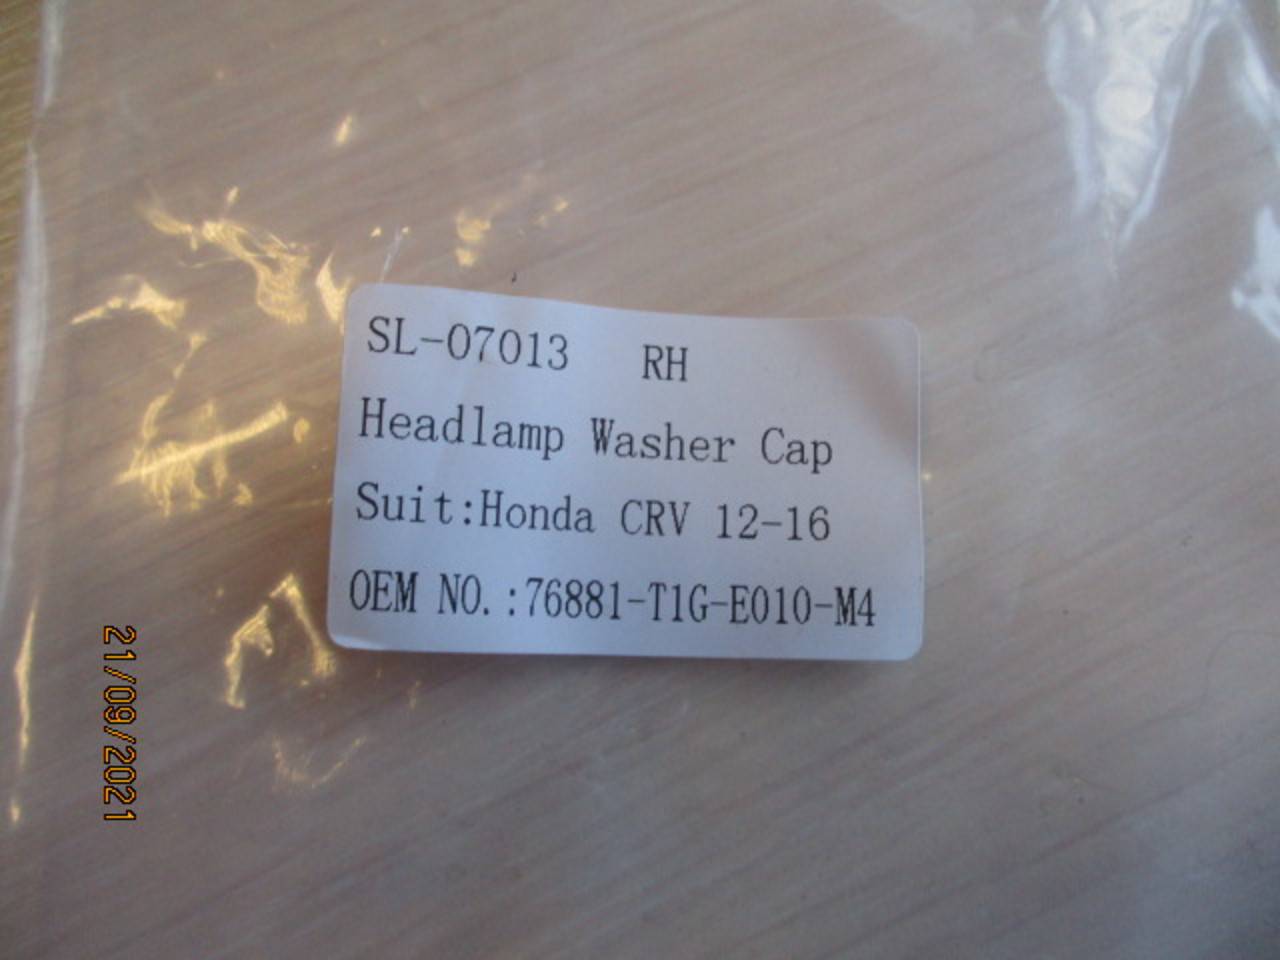 SL-07013 RH
Headlamp Washer Cap
Suit:Honda CRV 12-16
OEM NO.:76881-T1G-E010-M4
21/09/2021